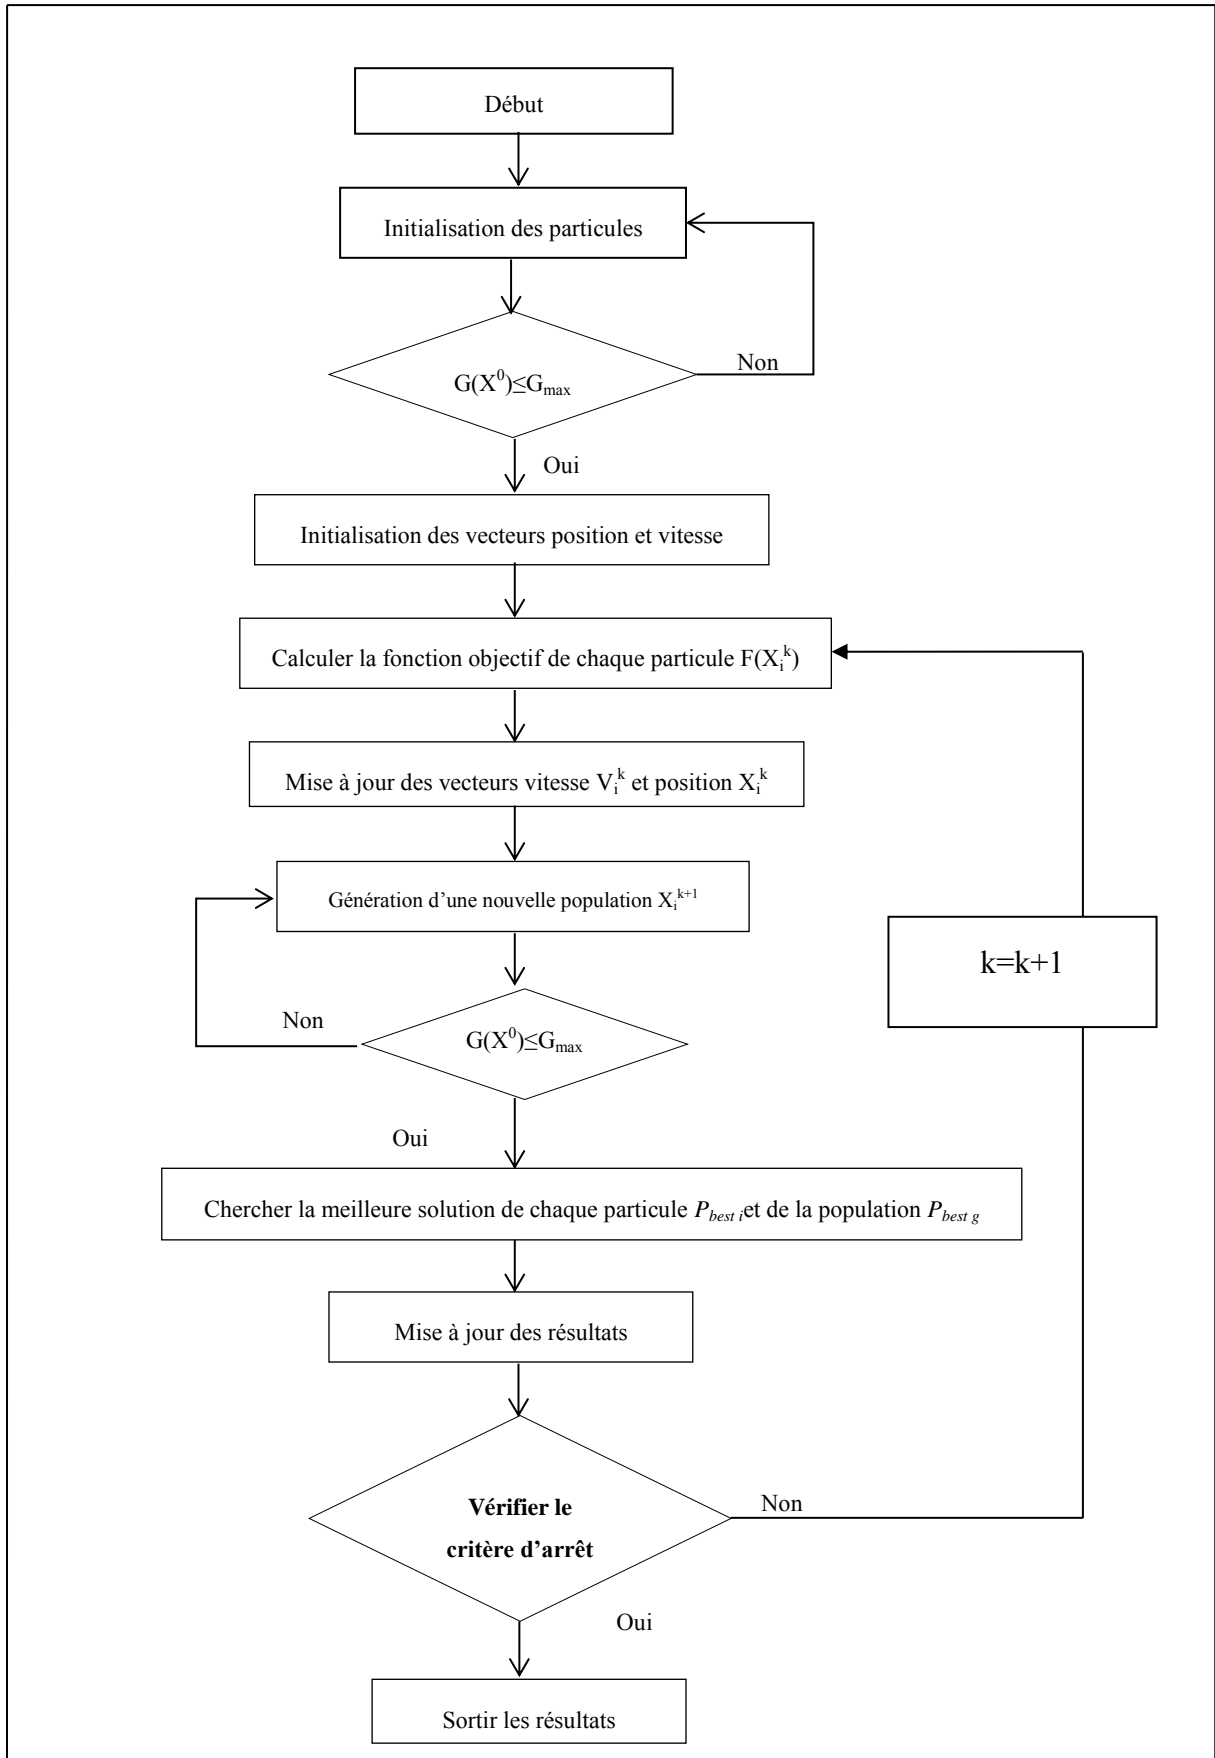 Début
Initialisation des particules
Non
G(X⁰)≤Gₘₐₓ
Oui
Initialisation des vecteurs position et vitesse
Calculer la fonction objectif de chaque particule F(Xᵢᵏ)
Mise à jour des vecteurs vitesse Vᵢᵏ et position Xᵢᵏ
Génération d’une nouvelle population Xᵢᵏ⁺¹
k=k+1
Non
G(X⁰)≤Gₘₐₓ
Oui
Chercher la meilleure solution de chaque particule P_best i et de la population P_best g
Mise à jour des résultats
Non
Vérifier le
critère d’arrêt
Oui
Sortir les résultats